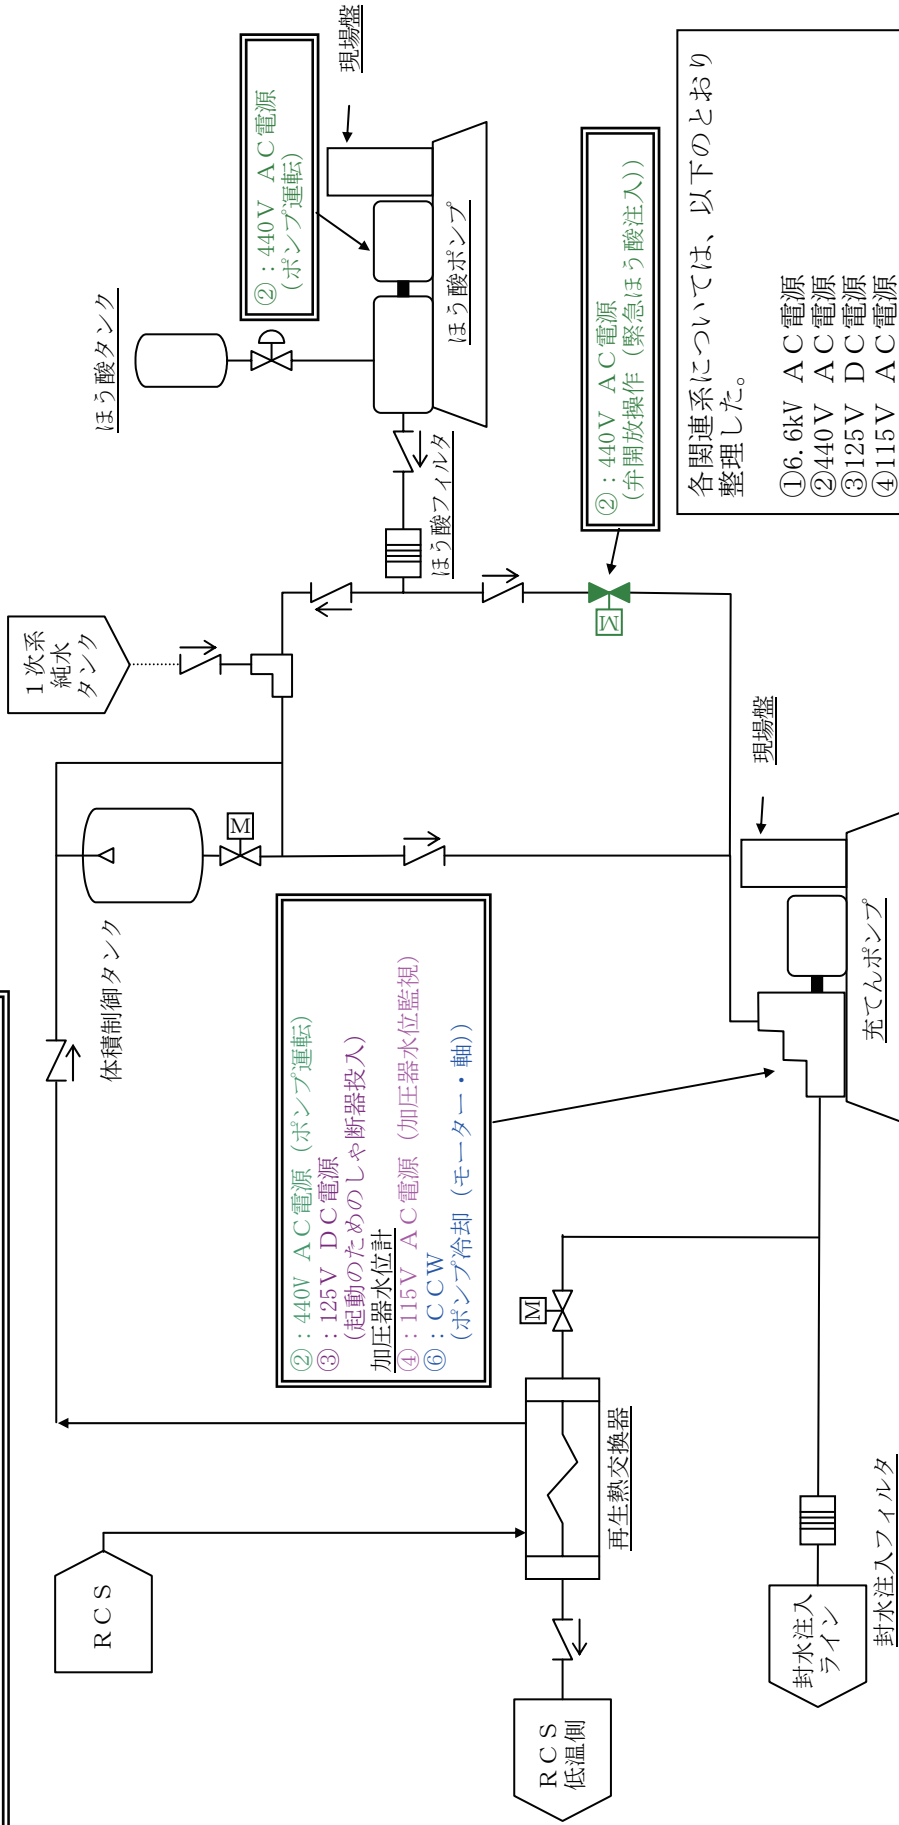 現場盤
②：440V ＡＣ電源
（ポンプ運転）
ほう酸タンク
ほう酸ポンプ
ほう酸フィルタ
②：440V ＡＣ電源
（弁開放操作（緊急ほう酸注入））
各関連系については、以下のとおり
整理した。
①6.6kV ＡＣ電源
②440V ＡＣ電源
③125V ＤＣ電源
④115V ＡＣ電源
１次系
純水
タンク
M
M
体積制御タンク
現場盤
充てんポンプ
②：440V ＡＣ電源（ポンプ運転）
③：125V ＤＣ電源
（起動のためのしゃ断器投入）
加圧器水位計
④：115V ＡＣ電源（加圧器水位監視）
⑥：ＣＣＷ
（ポンプ冷却（モーター・軸））
M
再生熱交換器
ＲＣＳ
ＲＣＳ
低温側
封水注入
ライン
封水注入フィルタ